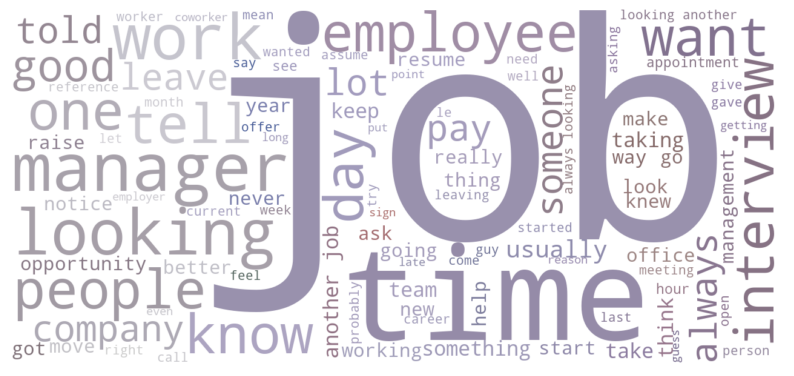 told
worker
coworker
mean
work
employee
looking another
want
good
wanted
say
see
assume
resume
need
asking
appointment
leave
reference
lot
point
well
give
gave
one
month
year
keep
le
pay
someone
always looking
make
taking
way go
getting
tell
offer
long
let
raise
put
really
thing
leaving
look
knew
interview
manager
day
try
job
notice
employer
never
current
week
sign
started
management
looking
ask
going
late
come
guy
usually
reason
office
meeting
always
opportunity
better
feel
another job
time
people
even
team
new
career
help
last
hour
think
open
company
know
probably
guess
got
move
right
call
working
something
start
take
person